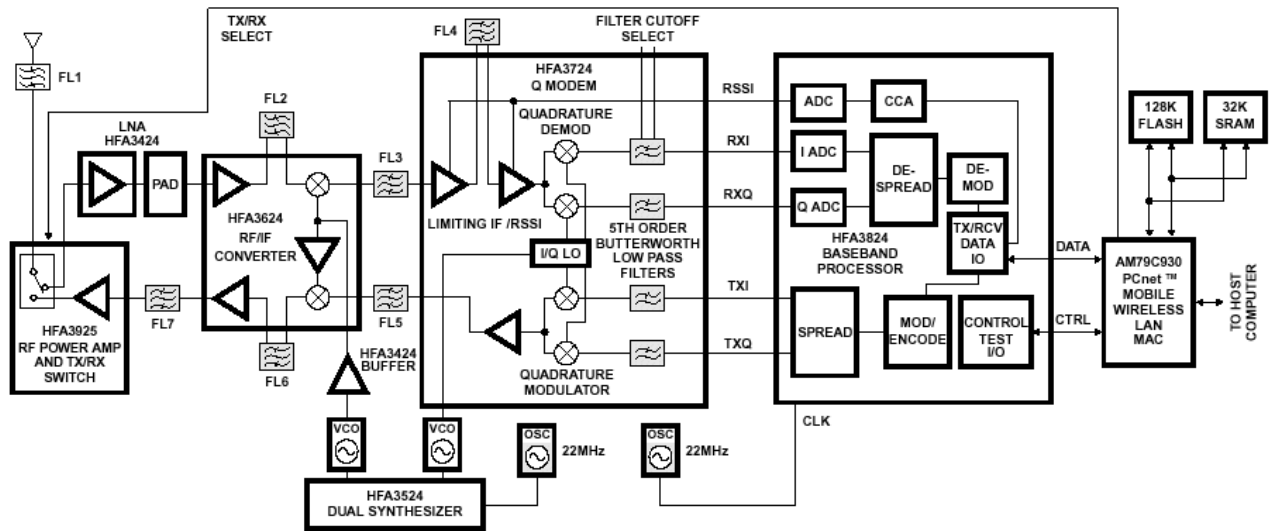 TX/RX
SELECT
FL1
FL2
LNA
HFA3424
PAD
HFA3624
RF/IF
CONVERTER
FL3
FL4
FILTER CUTOFF
SELECT
HFA3724
Q MODEM
QUADRATURE
DEMOD
LIMITING IF /RSSI
I/Q LO
5TH ORDER
BUTTERWORTH
LOW PASS
FILTERS
QUADRATURE
MODULATOR
RSSI
RXI
RXQ
TXI
TXQ
ADC
CCA
I ADC
Q ADC
DE-
SPREAD
DE-
MOD
HFA3824
BASEBAND
PROCESSOR
TX/RCV
DATA
IO
SPREAD
MOD/
ENCODE
CONTROL
TEST
I/O
DATA
CTRL
128K
FLASH
32K
SRAM
AM79C930
PCnet ™
MOBILE
WIRELESS
LAN
MAC
TO HOST
COMPUTER
HFA3925
RF POWER AMP
AND TX/RX
SWITCH
FL7
FL6
FL5
HFA3424
BUFFER
VCO
VCO
OSC
22MHz
OSC
22MHz
CLK
HFA3524
DUAL SYNTHESIZER